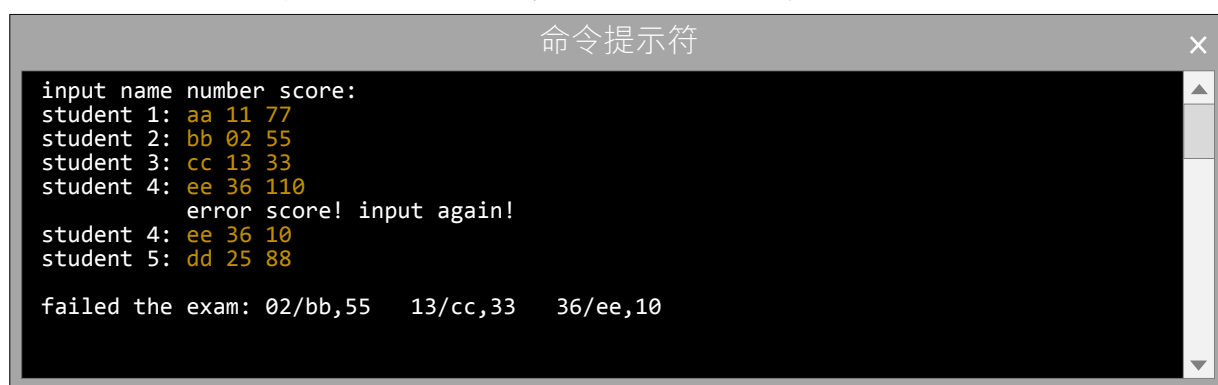 命令提示符
input name number score:
student 1: aa 11 77
student 2: bb 02 55
student 3: cc 13 33
student 4: ee 36 110
error score! input again!
student 4: ee 36 10
student 5: dd 25 88
failed the exam: 02/bb,55   13/cc,33   36/ee,10